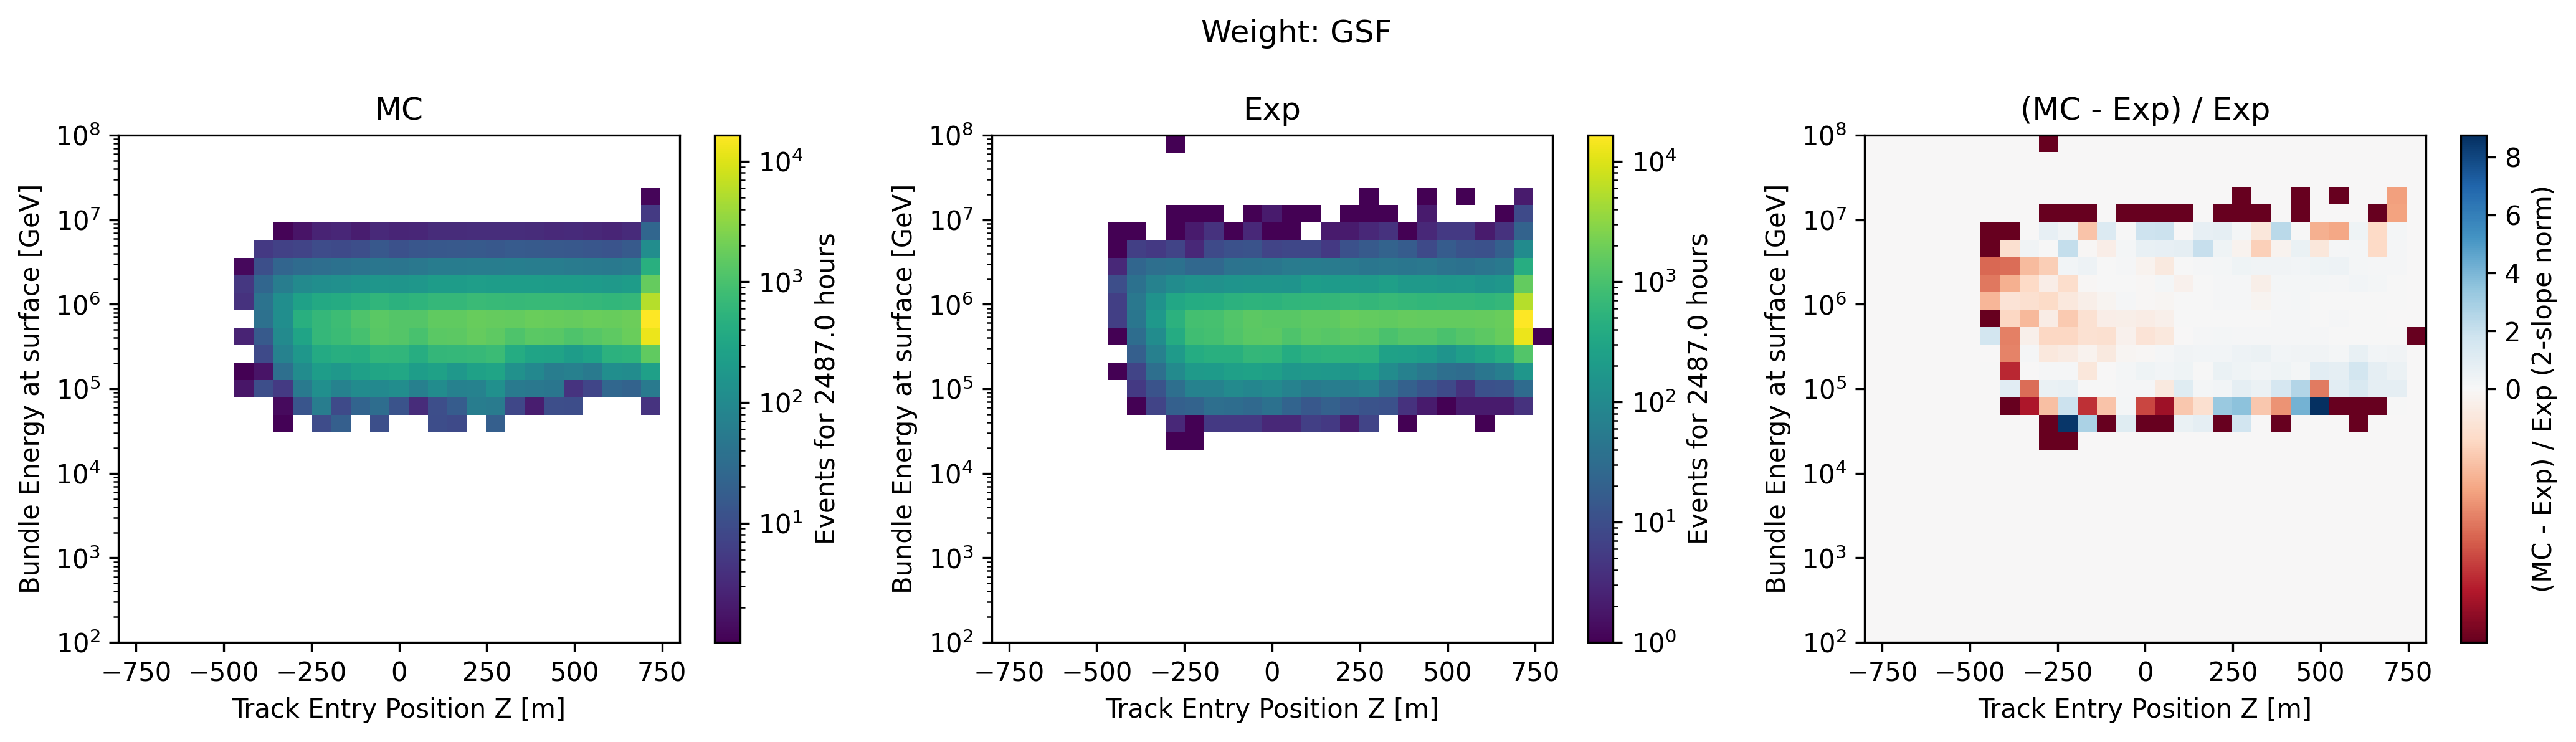 Weight: GSF
MC
Bundle Energy at surface [GeV]
10⁸
10⁷
10⁶
10⁵
10⁴
10³
10²
−750 −500 −250 0 250 500 750
Track Entry Position Z [m]
10⁴
10³
10²
10¹
Events for 2487.0 hours
Exp
Bundle Energy at surface [GeV]
10⁸
10⁷
10⁶
10⁵
10⁴
10³
10²
−750 −500 −250 0 250 500 750
Track Entry Position Z [m]
10⁴
10³
10²
10¹
10⁰
Events for 2487.0 hours
(MC - Exp) / Exp
Bundle Energy at surface [GeV]
10⁸
10⁷
10⁶
10⁵
10⁴
10³
10²
−750 −500 −250 0 250 500 750
Track Entry Position Z [m]
8
6
4
2
0
(MC - Exp) / Exp (2-slope norm)